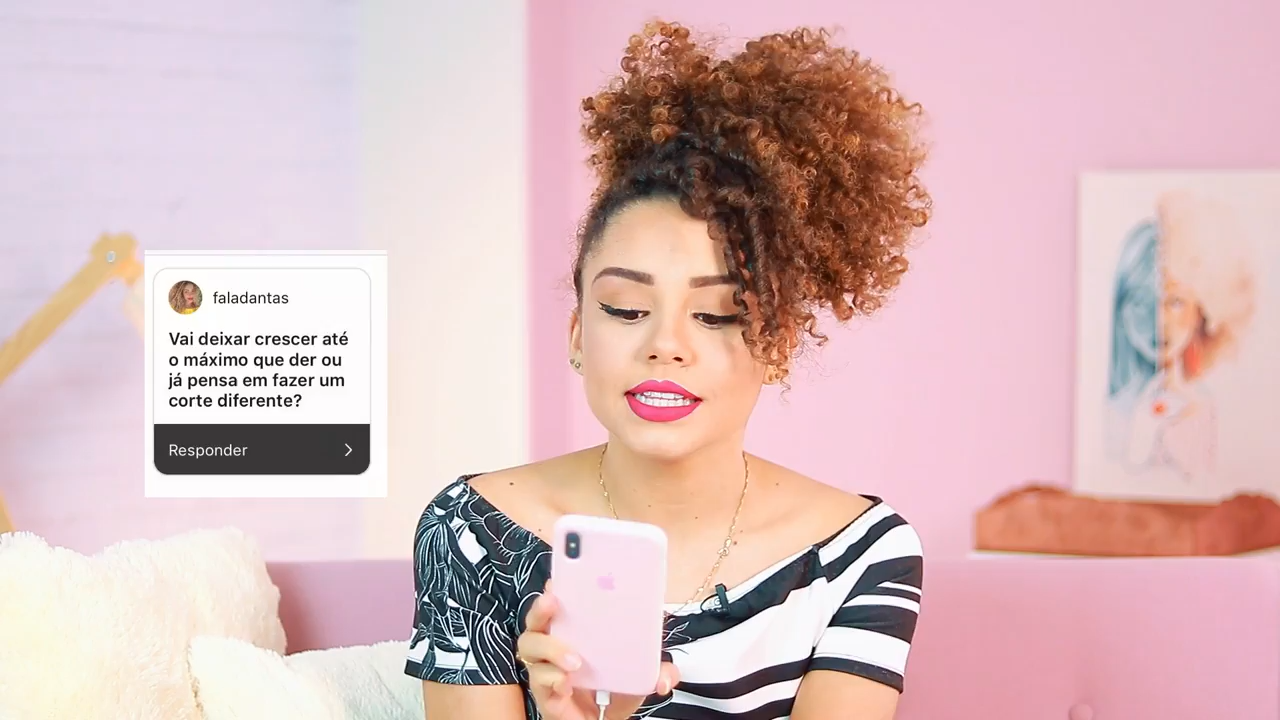 faladantas
Vai deixar crescer até
o máximo que der ou
já pensa em fazer um
corte diferente?
Responder